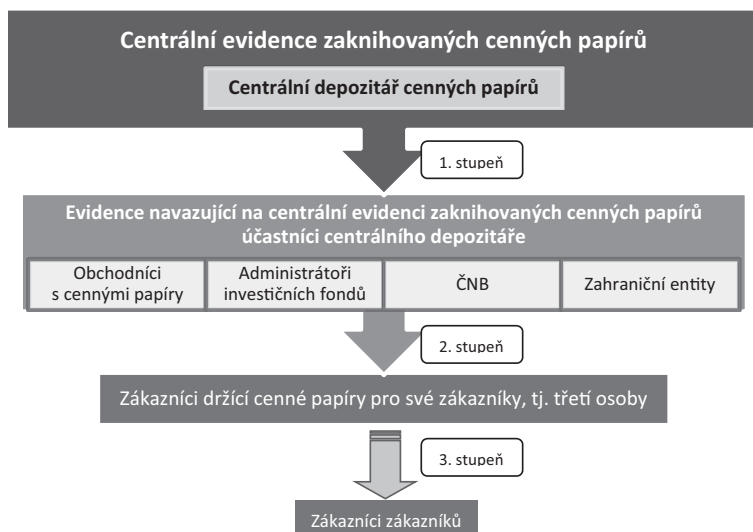 Centrální evidence zaknihovaných cenných papírů
Centrální depozitář cenných papírů
1. stupeň
Evidence navazující na centrální evidenci zaknihovaných cenných papírů
účastníci centrálního depozitáře
Obchodníci
s cennými papíry
Administrátoři
investičních fondů
ČNB
Zahraniční entity
2. stupeň
Zákazníci držící cenné papíry pro své zákazníky, tj. třetí osoby
3. stupeň
Zákazníci zákazníků